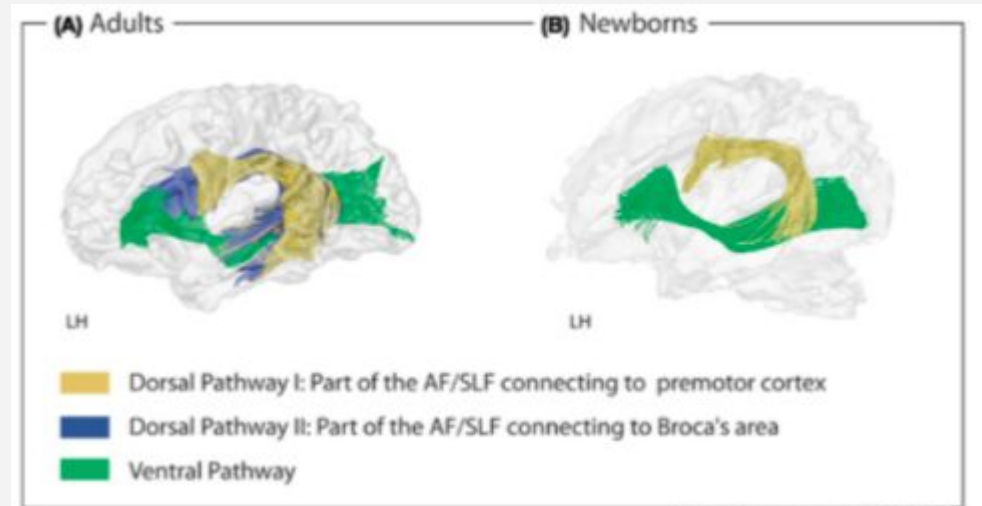 (A) Adults
(B) Newborns
LH
LH
Dorsal Pathway I: Part of the AF/SLF connecting to premotor cortex
Dorsal Pathway II: Part of the AF/SLF connecting to Broca's area
Ventral Pathway